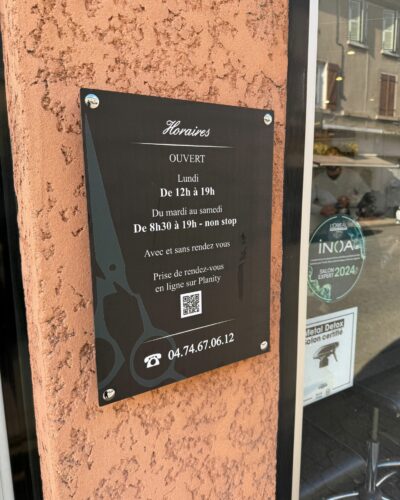 Horaires
OUVERT
Lundi
De 12h à 19h
Du mardi au samedi
De 8h30 à 19h - non stop
Avec et sans rendez vous
Prise de rendez-vous
en ligne sur Planity
04.74.67.06.12
L'ORÉAL
iNOA
SALON
EXPERT 2024
Metal Detox
Salon certifié